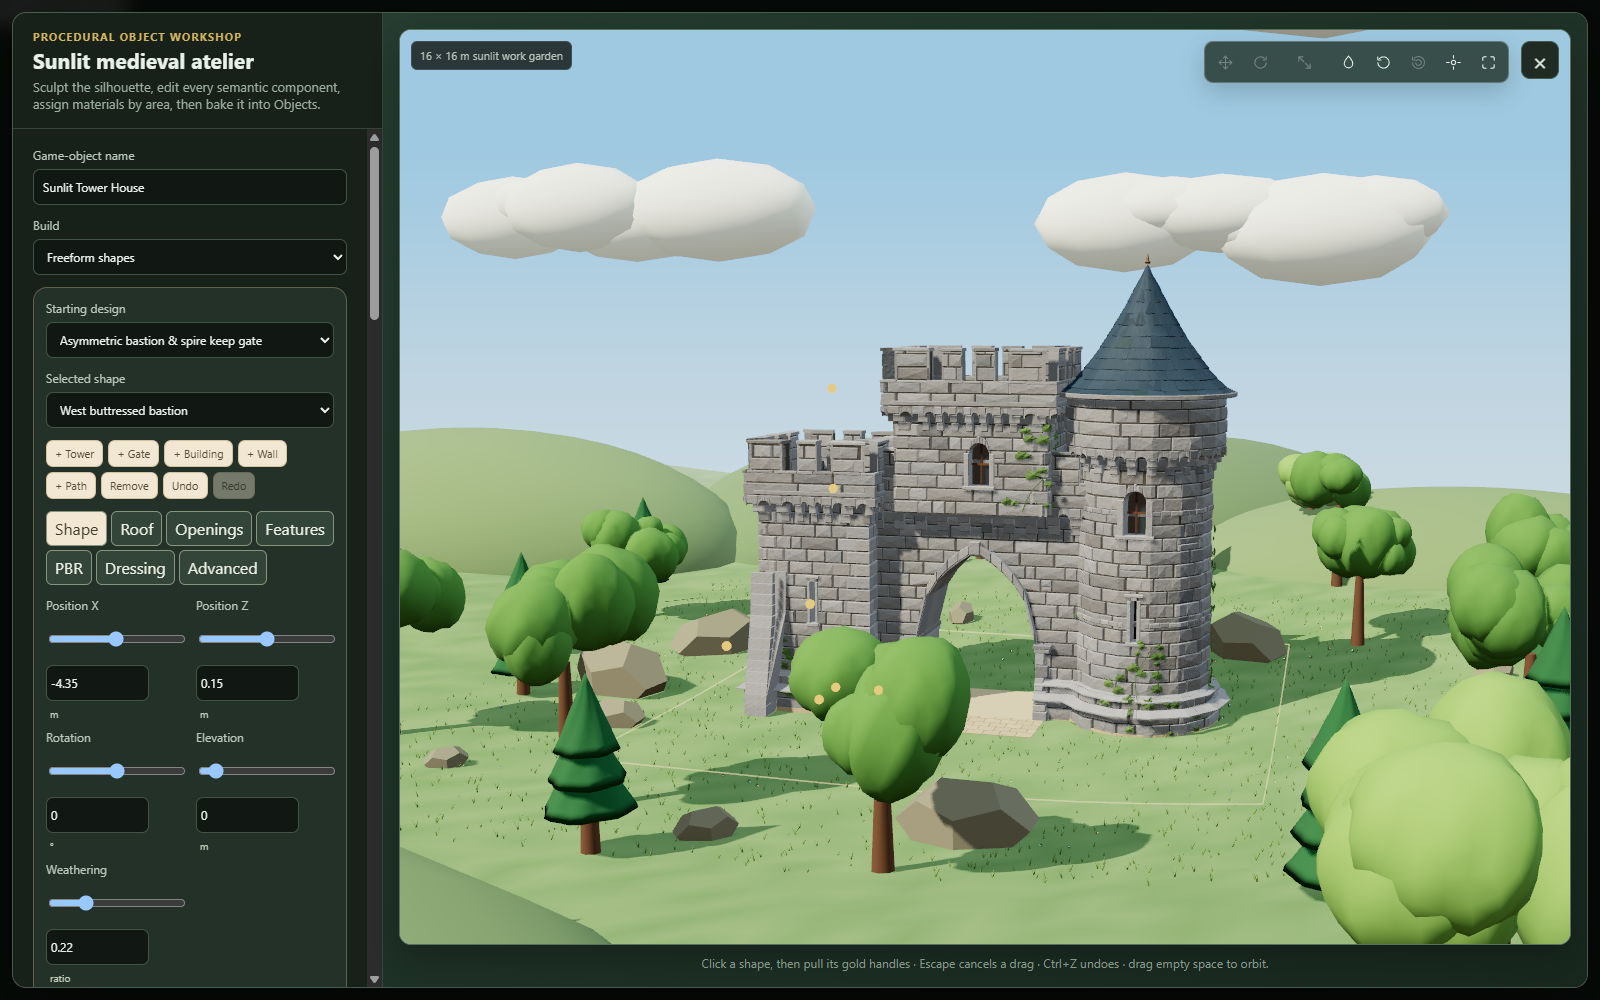 PROCEDURAL OBJECT WORKSHOP
Sunlit medieval atelier
Sculpt the silhouette, edit every semantic component,
assign materials by area, then bake it into Objects.
Game-object name
Sunlit Tower House
Build
Freeform shapes
Starting design
Asymmetric bastion & spire keep gate
Selected shape
West buttressed bastion
+ Tower
+ Gate
+ Building
+ Wall
+ Path
Remove
Undo
Redo
Shape
Roof
Openings
Features
PBR
Dressing
Advanced
Position X
Position Z
-4.35
0.15
m
m
Rotation
Elevation
0
0
°
m
Weathering
0.22
ratio
16 × 16 m sunlit work garden
Click a shape, then pull its gold handles · Escape cancels a drag · Ctrl+Z undoes · drag empty space to orbit.